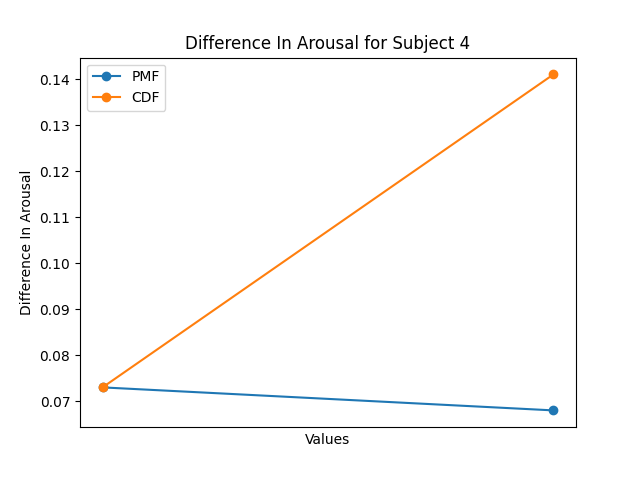 Difference In Arousal for Subject 4
PMF
CDF
0.14
0.13
0.12
0.11
0.10
0.09
0.08
0.07
Difference In Arousal
Values